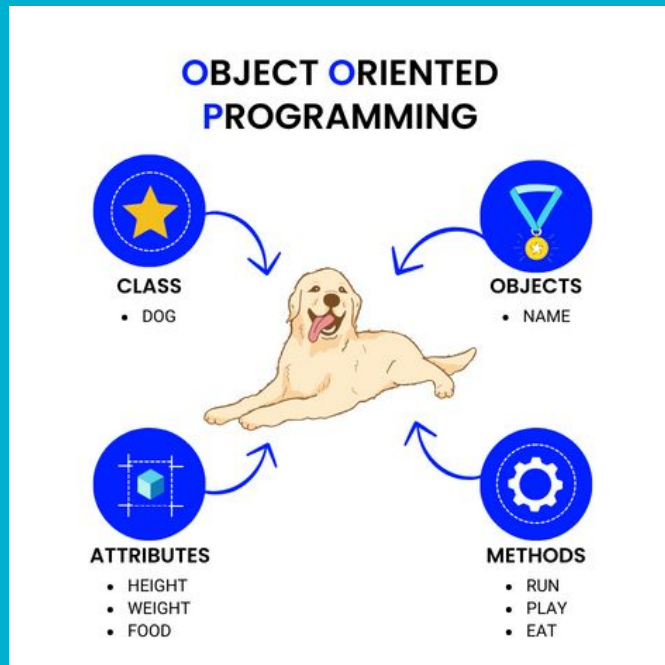 OBJECT ORIENTED
PROGRAMMING
CLASS
• DOG
OBJECTS
• NAME
ATTRIBUTES
• HEIGHT
• WEIGHT
• FOOD
METHODS
• RUN
• PLAY
• EAT